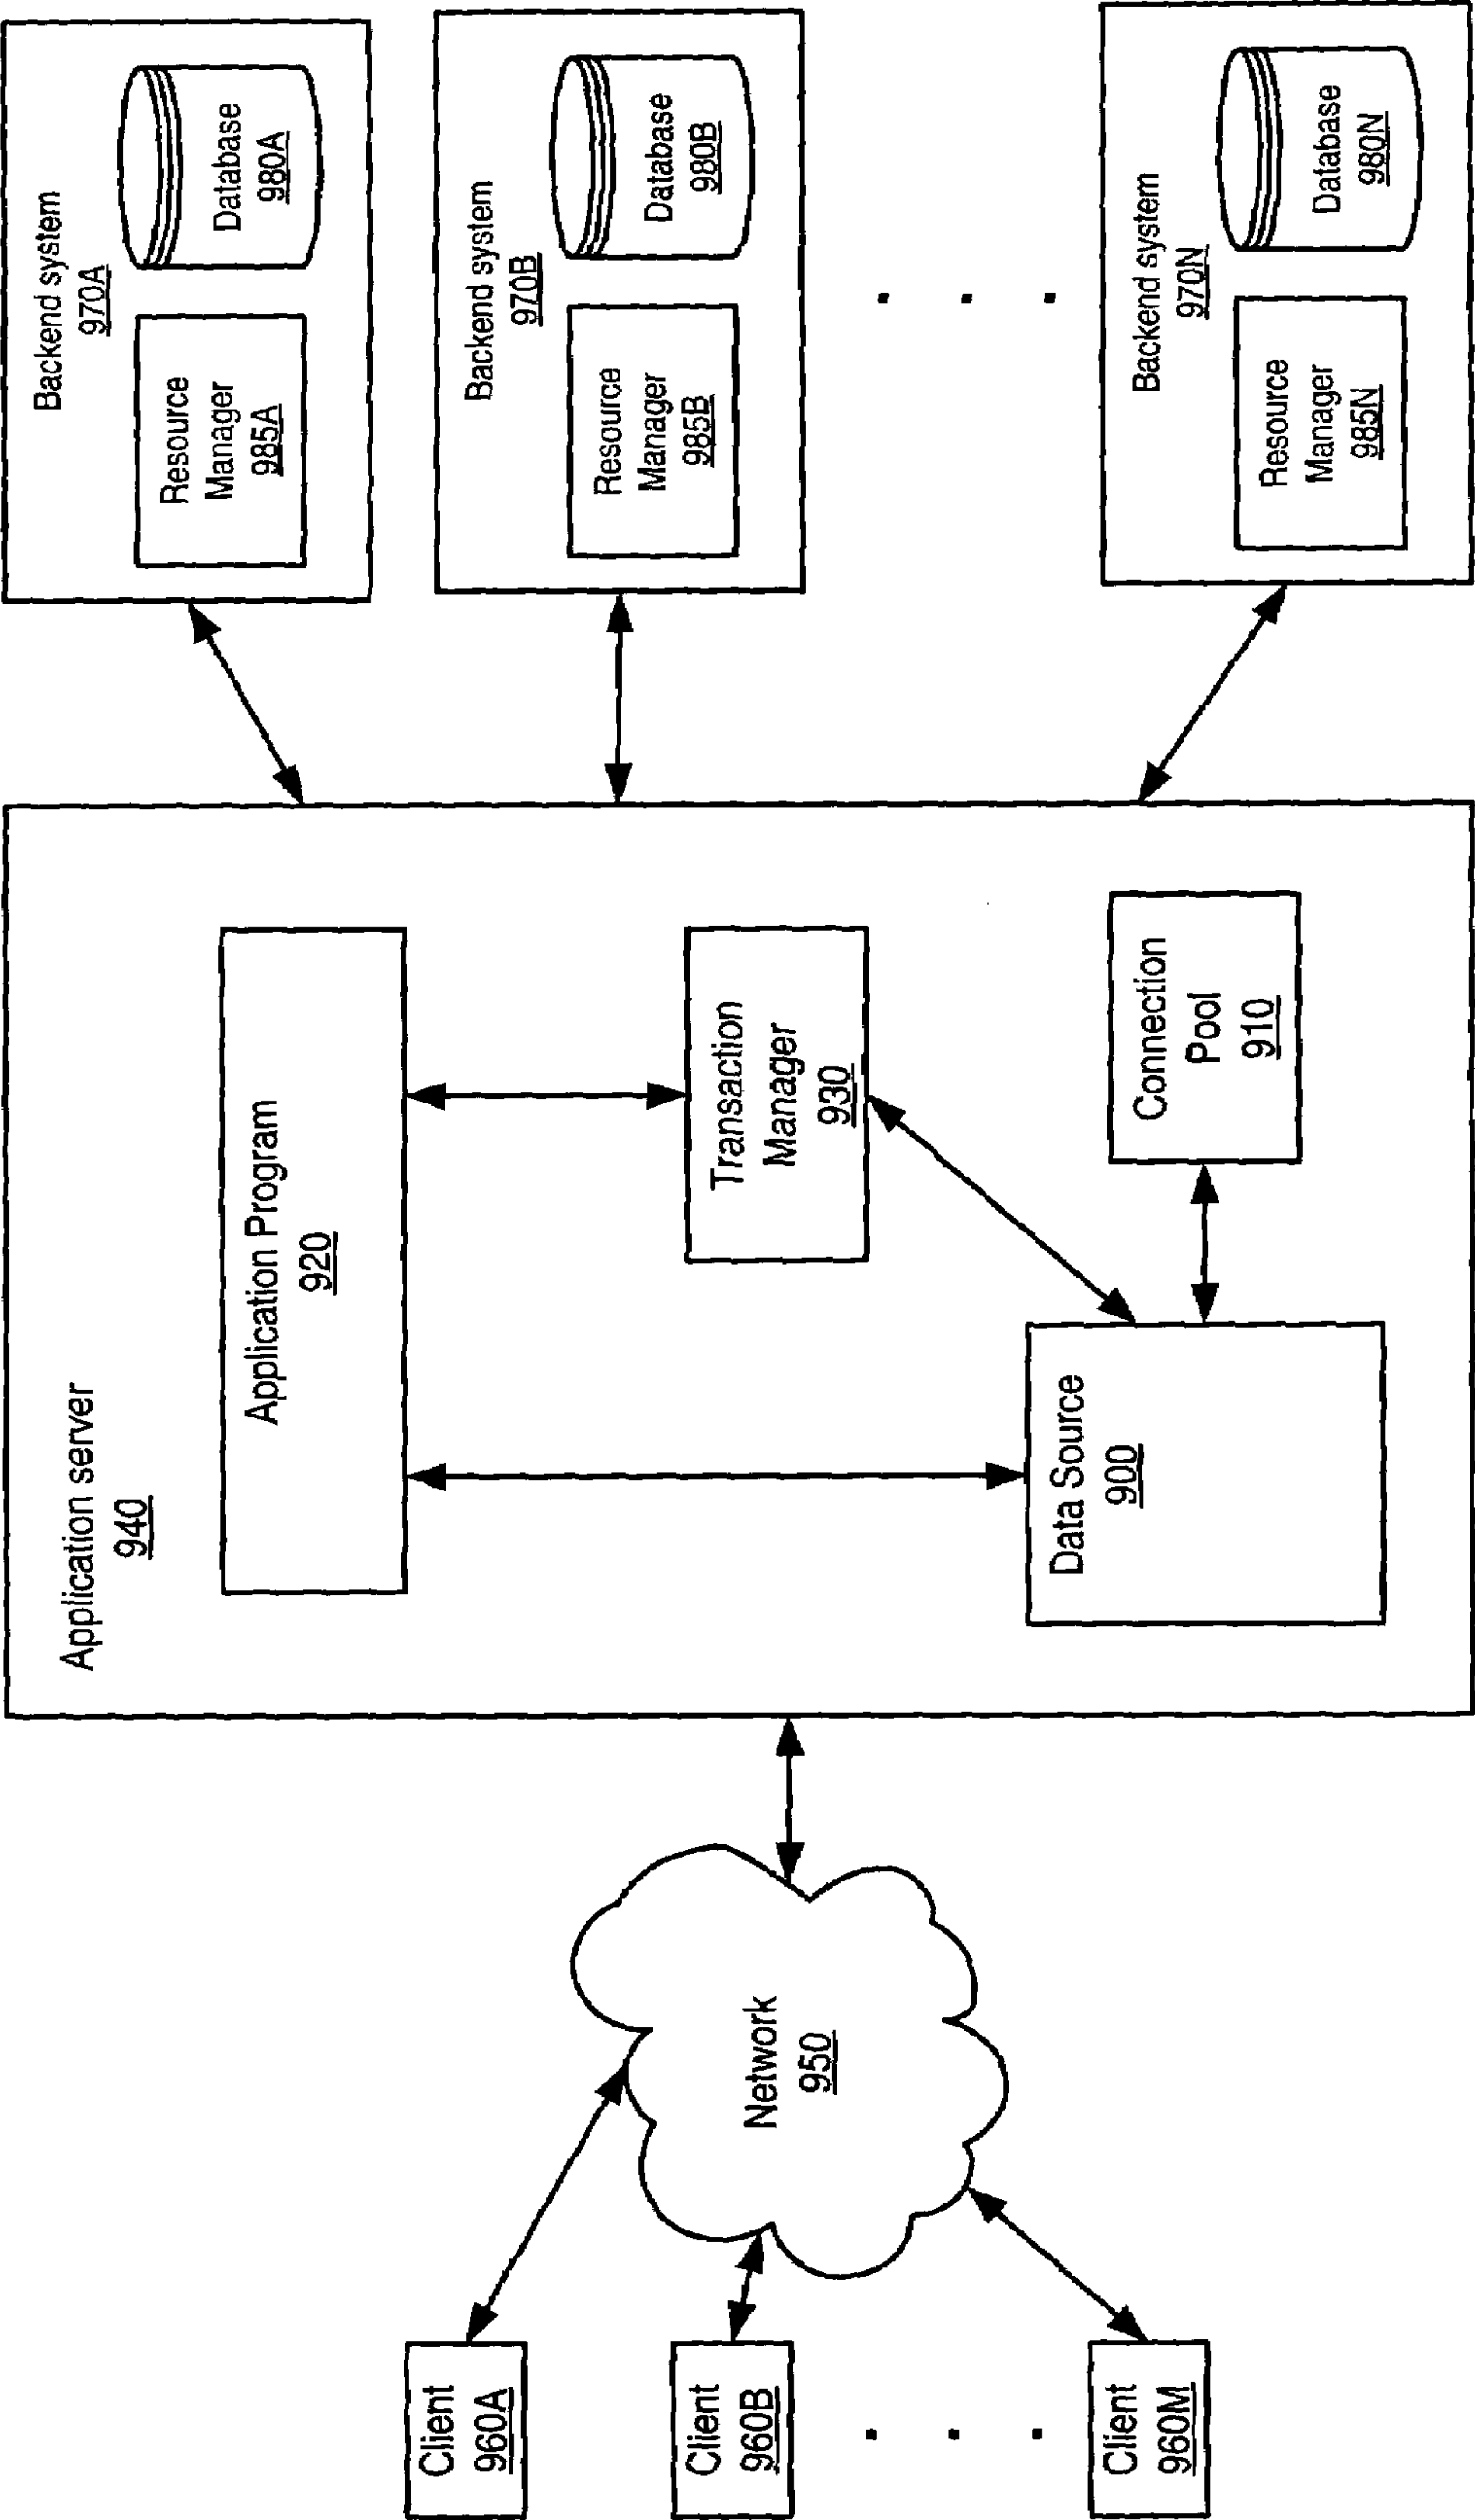 Client
960A
Client
960B
Client
960M
Network
950
Application server
940
Application Program
920
Transaction
Manager
930
Data Source
900
Connection
Pool
910
Backend system
970A
Resource
Manager
985A
Database
980A
Backend system
970B
Resource
Manager
985B
Database
980B
Backend system
970N
Resource
Manager
985N
Database
980N